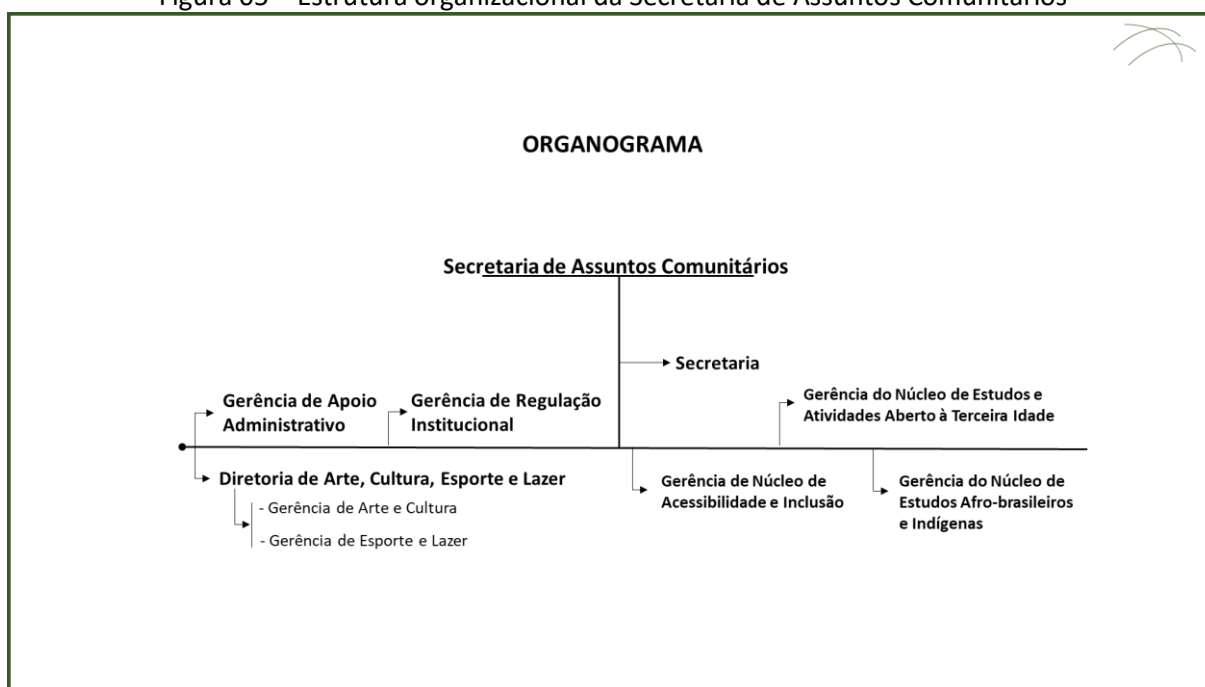 Figura 03 – Estrutura organizacional da Secretaria de Assuntos Comunitários
ORGANOGRAMA
Secretaria de Assuntos Comunitários
Secretaria
Gerência de Apoio
Administrativo
Gerência de Regulação
Institucional
Gerência do Núcleo de Estudos e
Atividades Aberto à Terceira Idade
Diretoria de Arte, Cultura, Esporte e Lazer
- Gerência de Arte e Cultura
- Gerência de Esporte e Lazer
Gerência de Núcleo de
Acessibilidade e Inclusão
Gerência do Núcleo de
Estudos Afro-brasileiros
e Indígenas